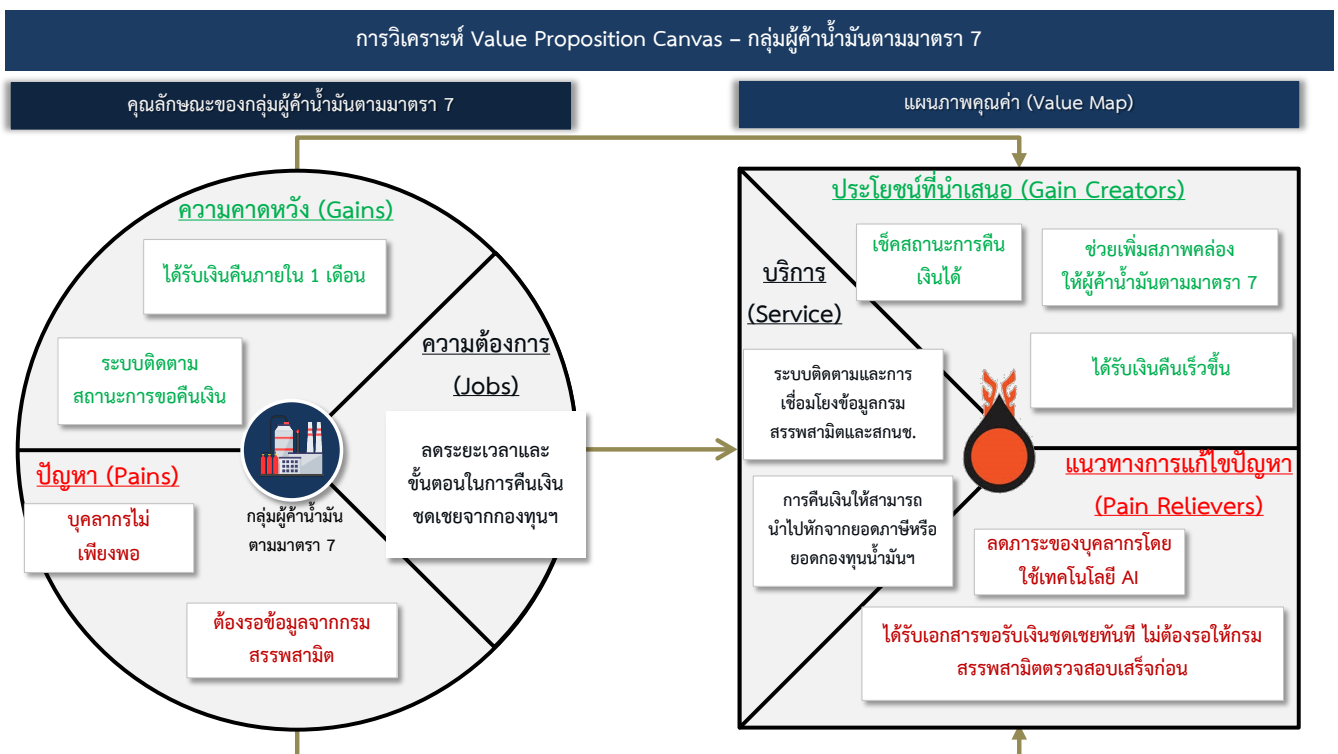 การวิเคราะห์ Value Proposition Canvas – กลุ่มผู้ค้าน้ำมันตามมาตรา 7
คุณลักษณะของกลุ่มผู้ค้าน้ำมันตามมาตรา 7
ความคาดหวัง (Gains)
ได้รับเงินคืนภายใน 1 เดือน
ระบบติดตาม
สถานะการขอคืนเงิน
ความต้องการ
(Jobs)
ลดระยะเวลาและ
ขั้นตอนในการคืนเงิน
ชดเชยจากกองทุนฯ
ปัญหา (Pains)
บุคลากรไม่
เพียงพอ
กลุ่มผู้ค้าน้ำมัน
ตามมาตรา 7
ต้องรอข้อมูลจากกรม
สรรพสามิต
แผนภาพคุณค่า (Value Map)
ประโยชน์ที่นำเสนอ (Gain Creators)
เช็คสถานะการคืน
เงินได้
ช่วยเพิ่มสภาพคล่อง
ให้ผู้ค้าน้ำมันตามมาตรา 7
ได้รับเงินคืนเร็วขึ้น
บริการ
(Service)
ระบบติดตามและการ
เชื่อมโยงข้อมูลกรม
สรรพสามิตและสกนช.
การคืนเงินให้สามารถ
นำไปหักจากยอดภาษีหรือ
ยอดกองทุนน้ำมันฯ
แนวทางการแก้ไขปัญหา
(Pain Relievers)
ลดภาระของบุคลากรโดย
ใช้เทคโนโลยี AI
ได้รับเอกสารขอรับเงินชดเชยทันที ไม่ต้องรอให้กรม
สรรพสามิตตรวจสอบเสร็จก่อน